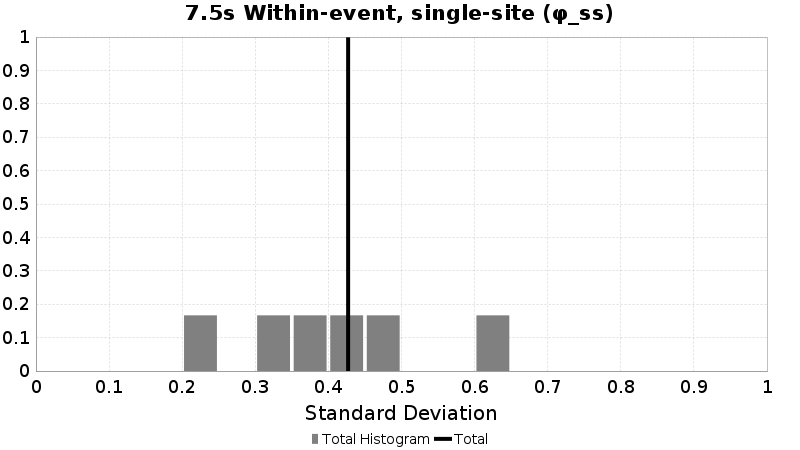 7.5s Within-event, single-site (φ_ss)
1
0.9
0.8
0.7
0.6
0.5
0.4
0.3
0.2
0.1
0
0 0.1 0.2 0.3 0.4 0.5 0.6 0.7 0.8 0.9 1
Standard Deviation
Total Histogram Total